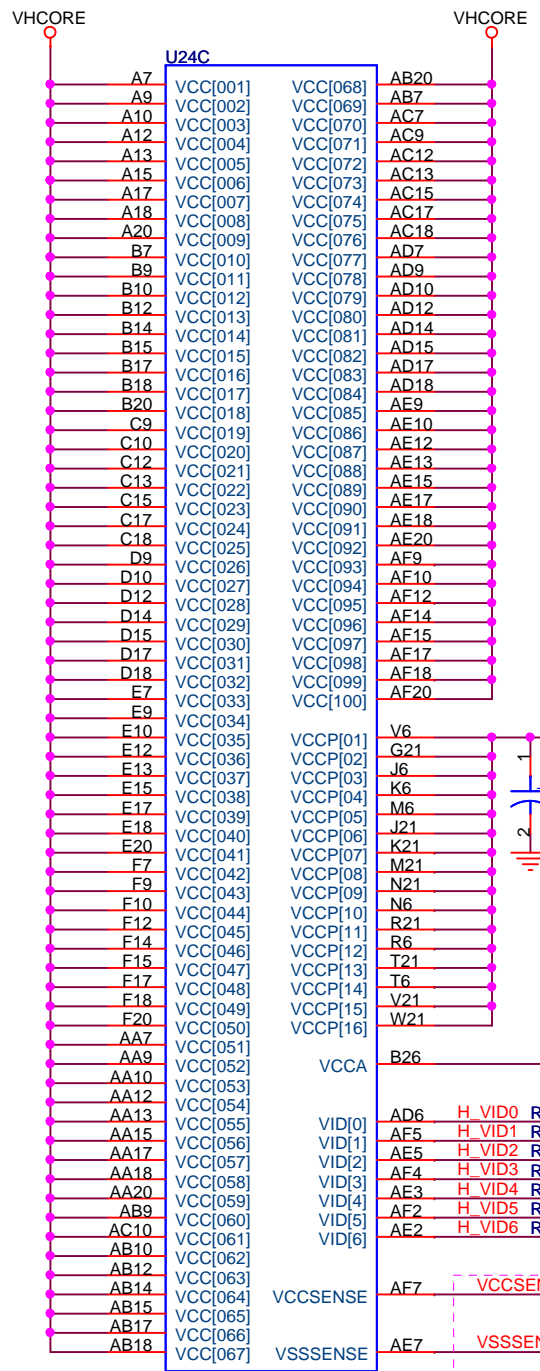 VHCORE VHCORE
U24C
A7 VCC[001] VCC[068] AB20
A9 VCC[002] VCC[069] AB7
A10 VCC[003] VCC[070] AC7
A12 VCC[004] VCC[071] AC9
A13 VCC[005] VCC[072] AC12
A15 VCC[006] VCC[073] AC13
A17 VCC[007] VCC[074] AC15
A18 VCC[008] VCC[075] AC17
A20 VCC[009] VCC[076] AC18
B7 VCC[010] VCC[077] AD7
B9 VCC[011] VCC[078] AD9
B10 VCC[012] VCC[079] AD10
B12 VCC[013] VCC[080] AD12
B14 VCC[014] VCC[081] AD14
B15 VCC[015] VCC[082] AD15
B17 VCC[016] VCC[083] AD17
B18 VCC[017] VCC[084] AD18
B20 VCC[018] VCC[085] AE9
C9 VCC[019] VCC[086] AE10
C10 VCC[020] VCC[087] AE12
C12 VCC[021] VCC[088] AE13
C13 VCC[022] VCC[089] AE15
C15 VCC[023] VCC[090] AE17
C17 VCC[024] VCC[091] AE18
C18 VCC[025] VCC[092] AE20
D9 VCC[026] VCC[093] AF9
D10 VCC[027] VCC[094] AF10
D12 VCC[028] VCC[095] AF12
D14 VCC[029] VCC[096] AF14
D15 VCC[030] VCC[097] AF15
D17 VCC[031] VCC[098] AF17
D18 VCC[032] VCC[099] AF18
E7 VCC[033] VCC[100] AF20
E9 VCC[034]
E10 VCC[035] VCCP[01] V6
E12 VCC[036] VCCP[02] G21
E13 VCC[037] VCCP[03] J6 1
E15 VCC[038] VCCP[04] K6
E17 VCC[039] VCCP[05] M6
E18 VCC[040] VCCP[06] J21 2
E20 VCC[041] VCCP[07] K21
F7 VCC[042] VCCP[08] M21
F9 VCC[043] VCCP[09] N21
F10 VCC[044] VCCP[10] N6
F12 VCC[045] VCCP[11] R21
F14 VCC[046] VCCP[12] R6
F15 VCC[047] VCCP[13] T21
F17 VCC[048] VCCP[14] T6
F18 VCC[049] VCCP[15] V21
F20 VCC[050] VCCP[16] W21
AA7 VCC[051]
AA9 VCC[052] VCCA B26
AA10 VCC[053]
AA12 VCC[054]
AA13 VCC[055] VID[0] AD6 H_VID0 R
AA15 VCC[056] VID[1] AF5 H_VID1 R
AA17 VCC[057] VID[2] AE5 H_VID2 R
AA18 VCC[058] VID[3] AF4 H_VID3 R
AA20 VCC[059] VID[4] AE3 H_VID4 R
AB9 VCC[060] VID[5] AF2 H_VID5 R
AC10 VCC[061] VID[6] AE2 H_VID6 R
AB10 VCC[062]
AB12 VCC[063]
AB14 VCC[064] VCCSENSE AF7 VCCSEN
AB15 VCC[065]
AB17 VCC[066]
AB18 VCC[067] VSSSENSE AE7 VSSSEN